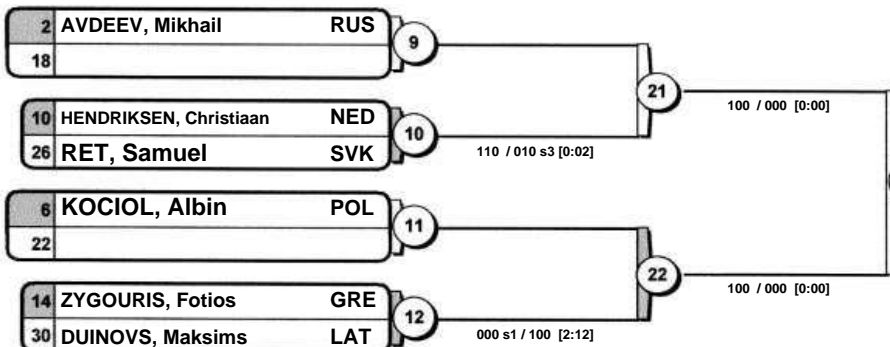 2 AVDEEV, Mikhail RUS
18
9
10 HENDRIKSEN, Christiaan NED
26 RET, Samuel SVK
10
110 / 010 s3 [0:02]
21
100 / 000 [0:00]
6 KOCIOL, Albin POL
22
11
14 ZYGOURIS, Fotios GRE
30 DUINOVS, Maksims LAT
12
000 s1 / 100 [2:12]
22
100 / 000 [0:00]